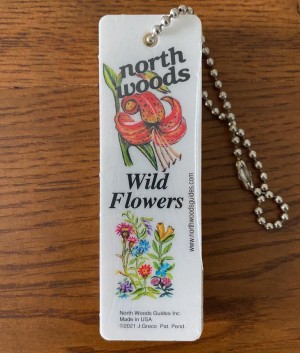 north
woods
Wild
Flowers
www.northwoodsguides.com
North Woods Guides Inc.
Made in USA
©2021 J.Greco Pat. Pend.